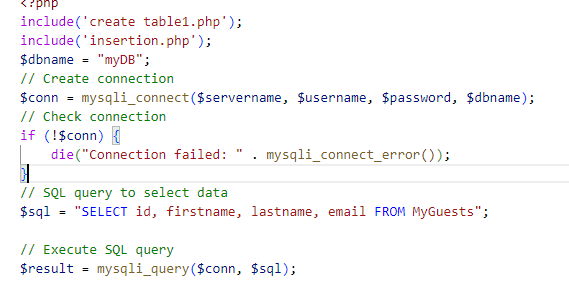 <?php
include('create table1.php');
include('insertion.php');
$dbname = "myDB";
// Create connection
$conn = mysqli_connect($servername, $username, $password, $dbname);
// Check connection
if (!$conn) {
    die("Connection failed: " . mysqli_connect_error());
}
// SQL query to select data
$sql = "SELECT id, firstname, lastname, email FROM MyGuests";

// Execute SQL query
$result = mysqli_query($conn, $sql);